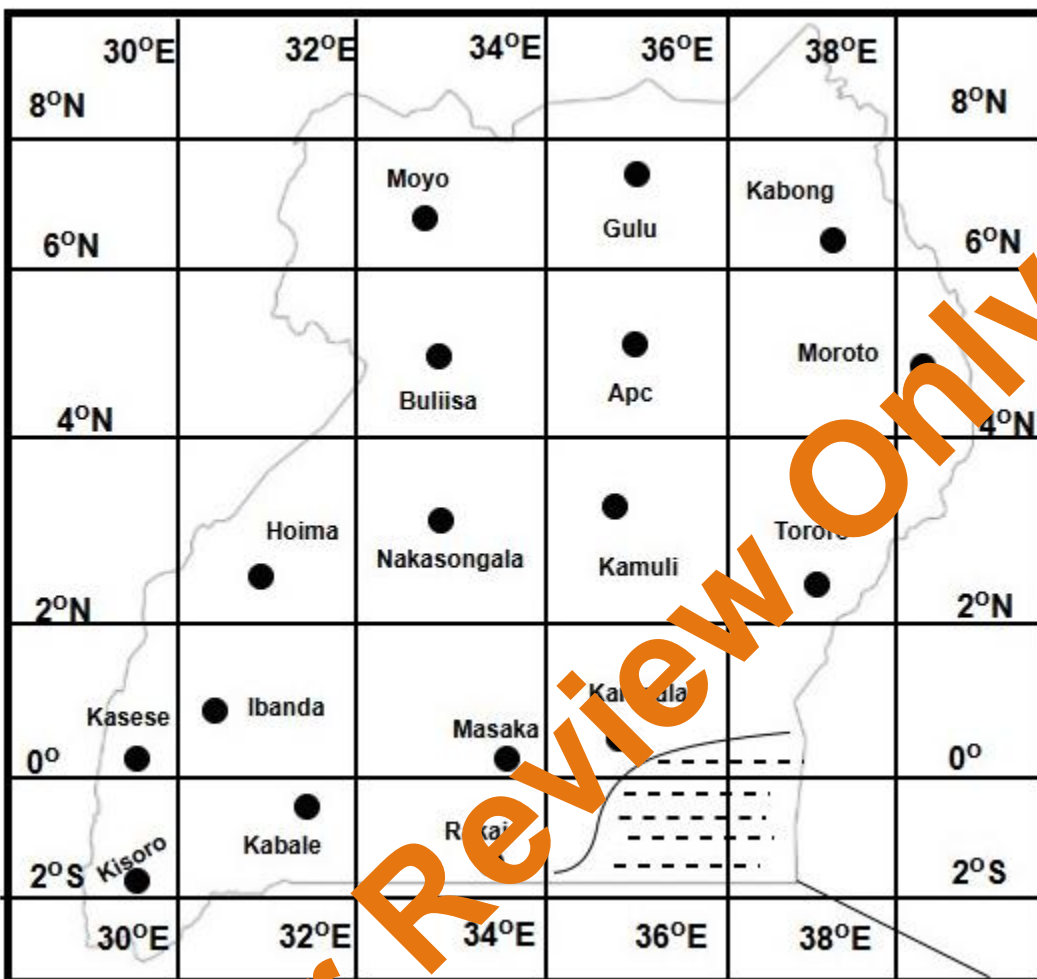 30°E 32°E 34°E 36°E 38°E
8°N 8°N
Moyo
Gulu
Kabong
6°N 6°N
Buliisa
Apc
Moroto
4°N 4°N
Hoima
Nakasongala
Kamuli
2°N 2°N
Kasese
Ibanda
Masaka
0° 0°
Kabale
Kisoro
2°S 2°S
30°E 32°E 34°E 36°E 38°E
Review Only